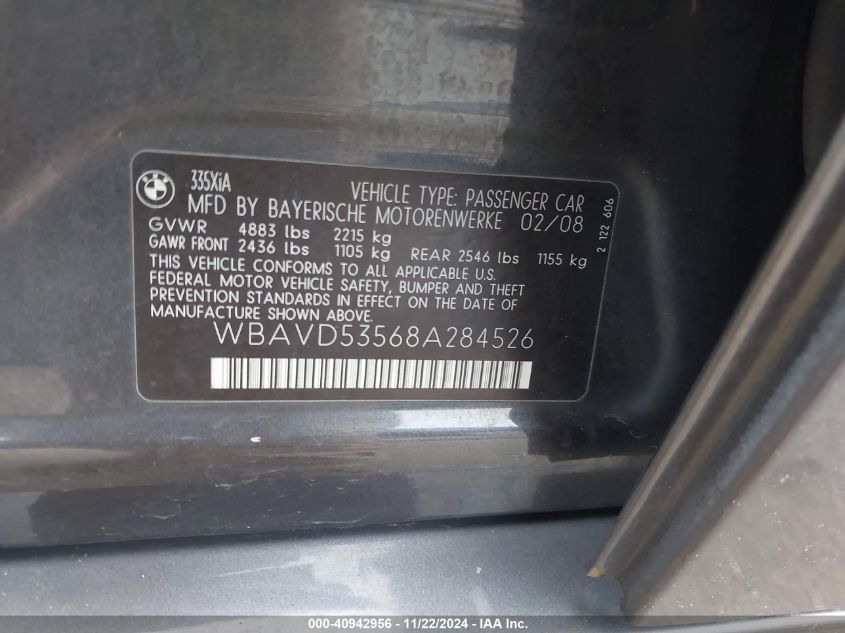 BMW
335XiA
VEHICLE TYPE: PASSENGER CAR
MFD BY BAYERISCHE MOTORENWERKE 02/08
GVWR 4883 lbs 2215 kg
GAWR FRONT 2436 lbs 1105 kg REAR 2546 lbs 1155 kg
THIS VEHICLE CONFORMS TO ALL APPLICABLE U.S.
FEDERAL MOTOR VEHICLE SAFETY, BUMPER AND THEFT
PREVENTION STANDARDS IN EFFECT ON THE DATE OF
MANUFACTURE SHOWN ABOVE.
WBAVD53568A284526
2 122 606
000-40942956 - 11/22/2024 - IAA Inc.